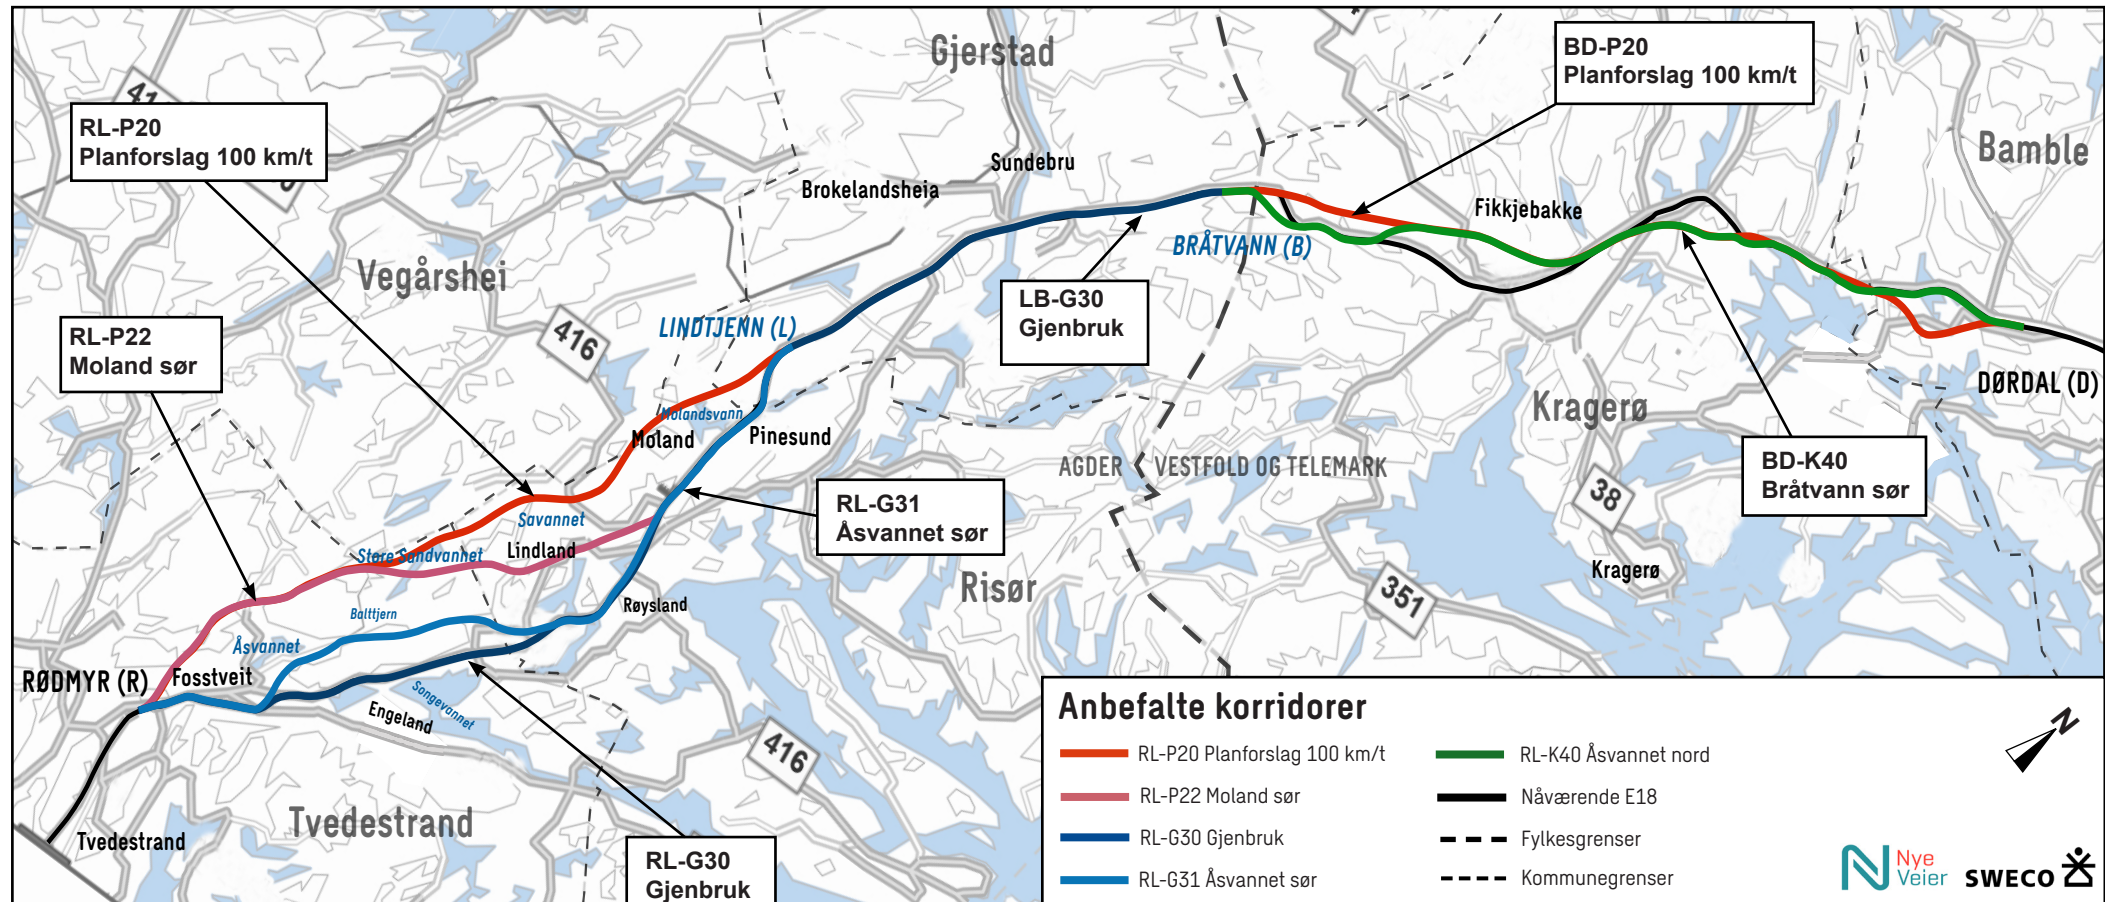 Gjerstad
BD-P20
Planforslag 100 km/t
41
RL-P20
Planforslag 100 km/t
Bamble
Sundebru
Brokelandsheia
Fikkjebakke
BRÅTVANN (B)
Vegårshei
LB-G30
Gjenbruk
RL-P22
Moland sør
416
LINDTJENN (L)
DØRDAL (D)
Kragerø
Molandsvann
Moland
Pinesund
AGDER
VESTFOLD OG TELEMARK
BD-K40
Bråtvann sør
38
RL-G31
Åsvannet sør
Savannet
Lindland
Store Sandvannet
Kragerø
Risør
351
Røysland
Balttjern
Åsvannet
RØDMYR (R)
Fosstveit
Songevannet
Engeland
416
Tvedestrand
Tvedestrand
RL-G30
Gjenbruk
Anbefalte korridorer
RL-P20 Planforslag 100 km/t
RL-P22 Moland sør
RL-G30 Gjenbruk
RL-G31 Åsvannet sør
RL-K40 Åsvannet nord
Nåværende E18
Fylkesgrenser
Kommunegrenser
N
Nye
Veier
SWECO